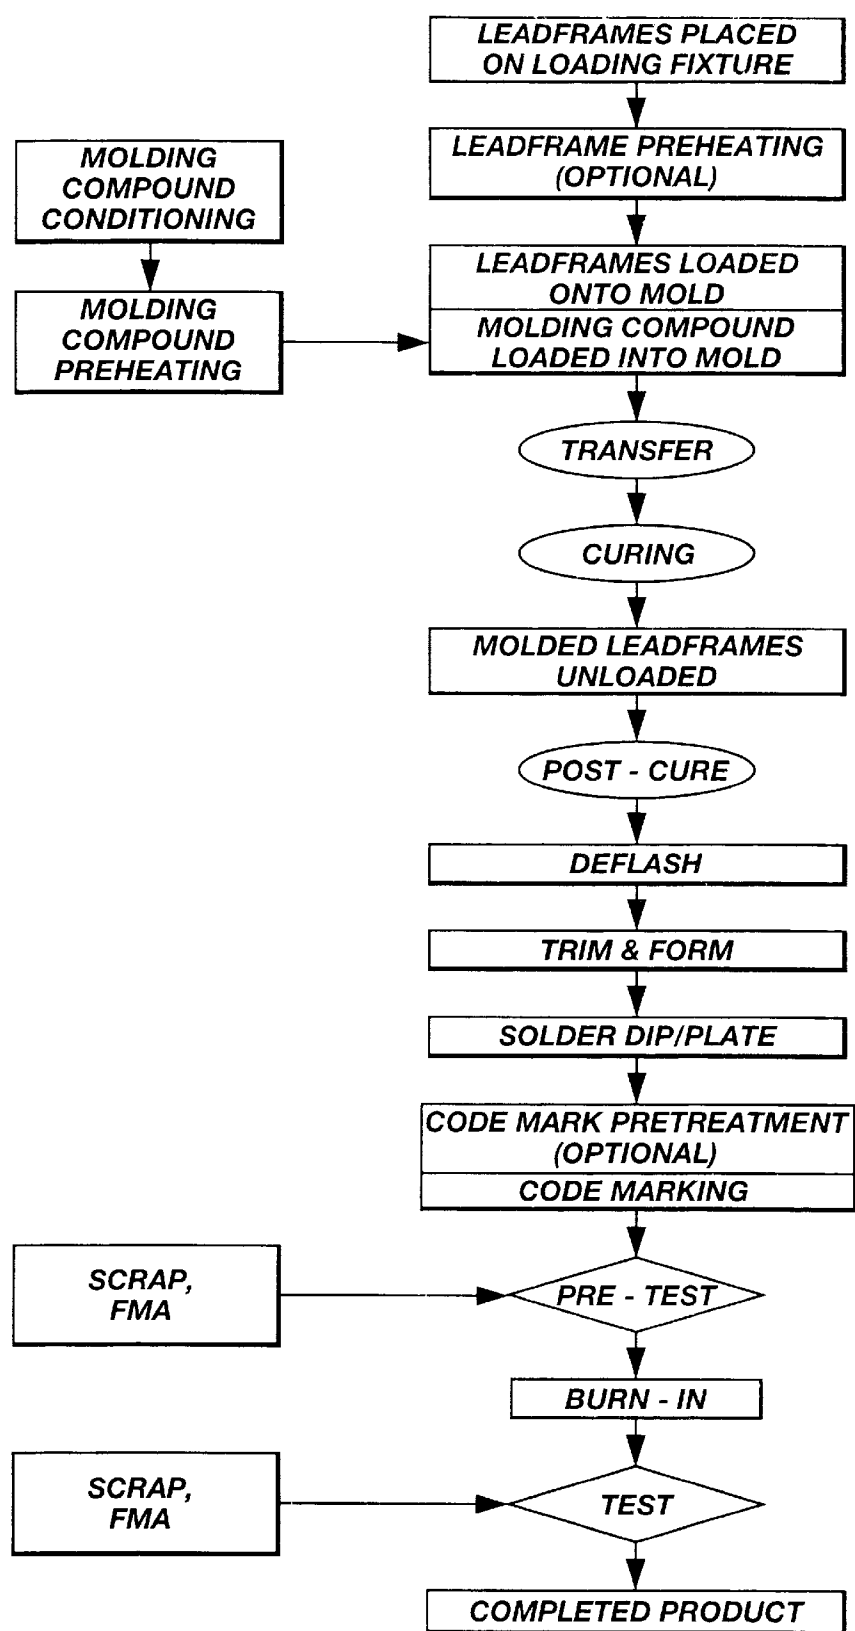 LEADFRAMES PLACED
ON LOADING FIXTURE
LEADFRAME PREHEATING
(OPTIONAL)
MOLDING
COMPOUND
CONDITIONING
LEADFRAMES LOADED
ONTO MOLD
MOLDING
COMPOUND
PREHEATING
MOLDING COMPOUND
LOADED INTO MOLD
TRANSFER
CURING
MOLDED LEADFRAMES
UNLOADED
POST - CURE
DEFLASH
TRIM & FORM
SOLDER DIP/PLATE
CODE MARK PRETREATMENT
(OPTIONAL)
CODE MARKING
SCRAP,
FMA
PRE - TEST
BURN - IN
SCRAP,
FMA
TEST
COMPLETED PRODUCT